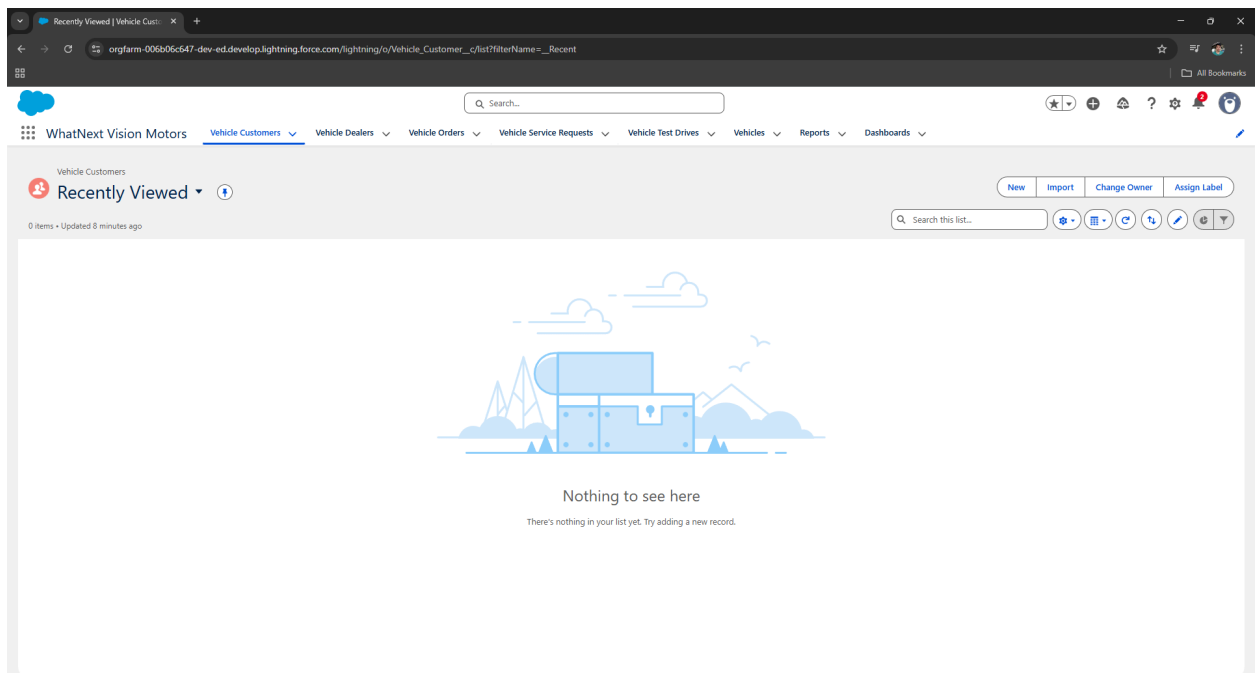 Recently Viewed | Vehicle Custo
orgfarm-006b06c647-dev-ed.develop.lightning.force.com/lightning/o/Vehicle_Customer__c/list?filterName=__Recent
All Bookmarks
Search...
2
WhatNext Vision Motors Vehicle Customers Vehicle Dealers Vehicle Orders Vehicle Service Requests Vehicle Test Drives Vehicles Reports Dashboards
Vehicle Customers
Recently Viewed
New Import Change Owner Assign Label
0 items • Updated 8 minutes ago
Search this list...
Nothing to see here
There's nothing in your list yet. Try adding a new record.